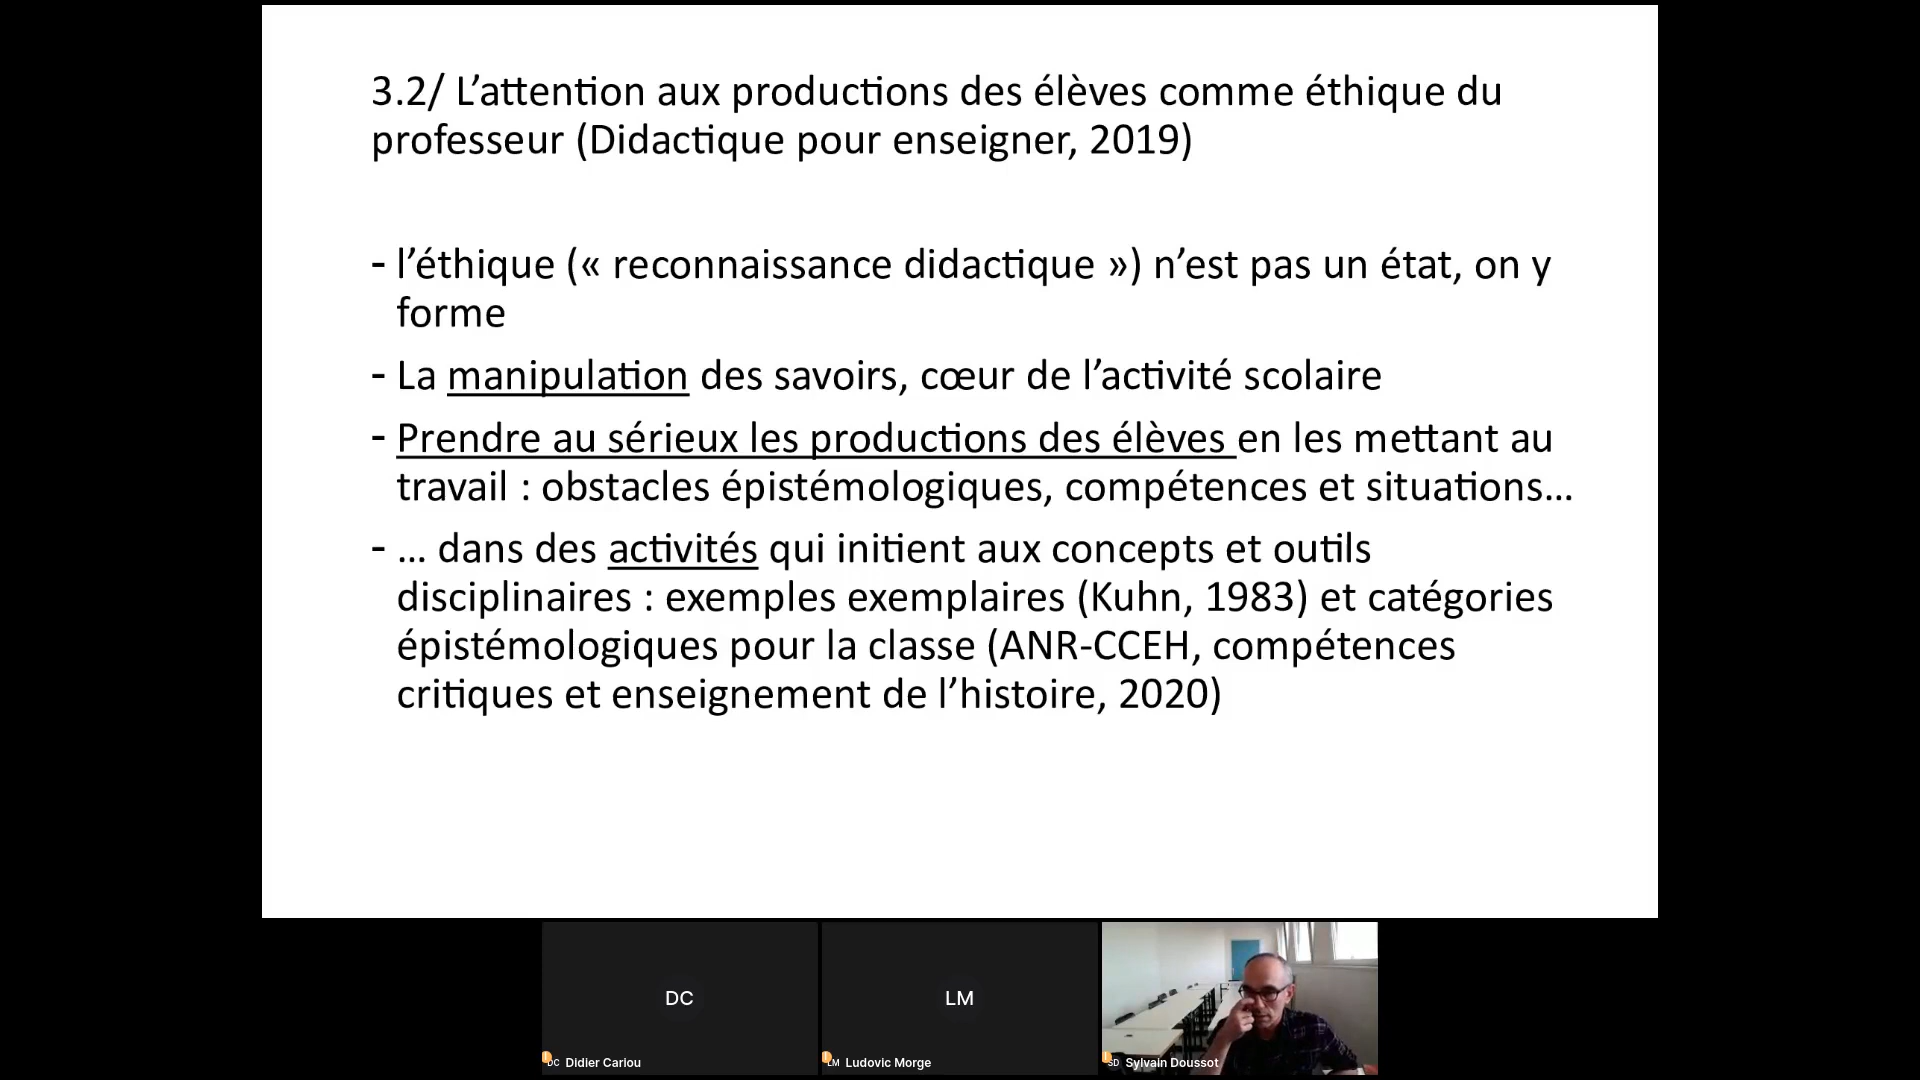 3.2/ L’attention aux productions des élèves comme éthique du
professeur (Didactique pour enseigner, 2019)
- l’éthique (« reconnaissance didactique ») n’est pas un état, on y
forme
- La manipulation des savoirs, cœur de l’activité scolaire
- Prendre au sérieux les productions des élèves en les mettant au
travail : obstacles épistémologiques, compétences et situations…
- … dans des activités qui initient aux concepts et outils
disciplinaires : exemples exemplaires (Kuhn, 1983) et catégories
épistémologiques pour la classe (ANR-CCEH, compétences
critiques et enseignement de l’histoire, 2020)
DC
LM
DC Didier Cariou
LM Ludovic Morge
SD Sylvain Doussot